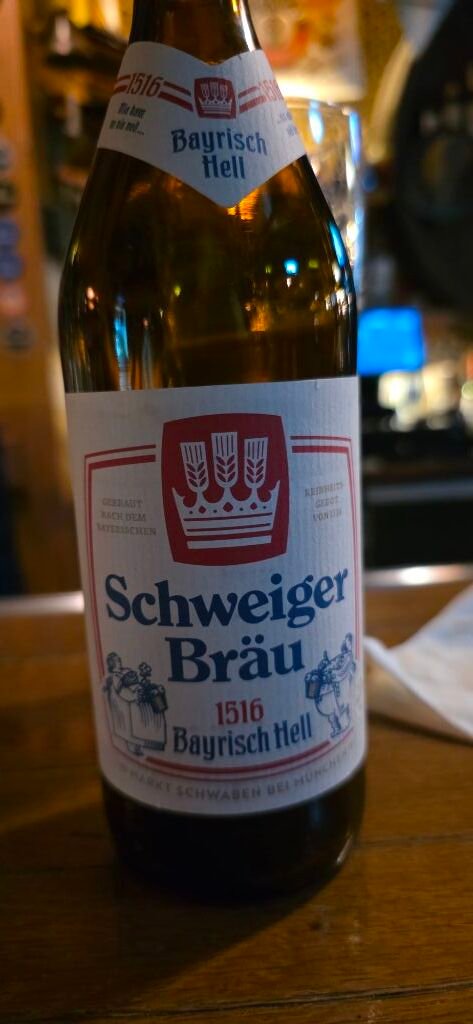 1516
Bayrisch
Hell
GEBRAUT
NACH DEM
BAYERISCHEN
REINHEITS-
GEBOT
VON 1516
Schweiger
Bräu
1516
Bayrisch Hell
MARKT SCHWABEN BEI MÜNCHEN